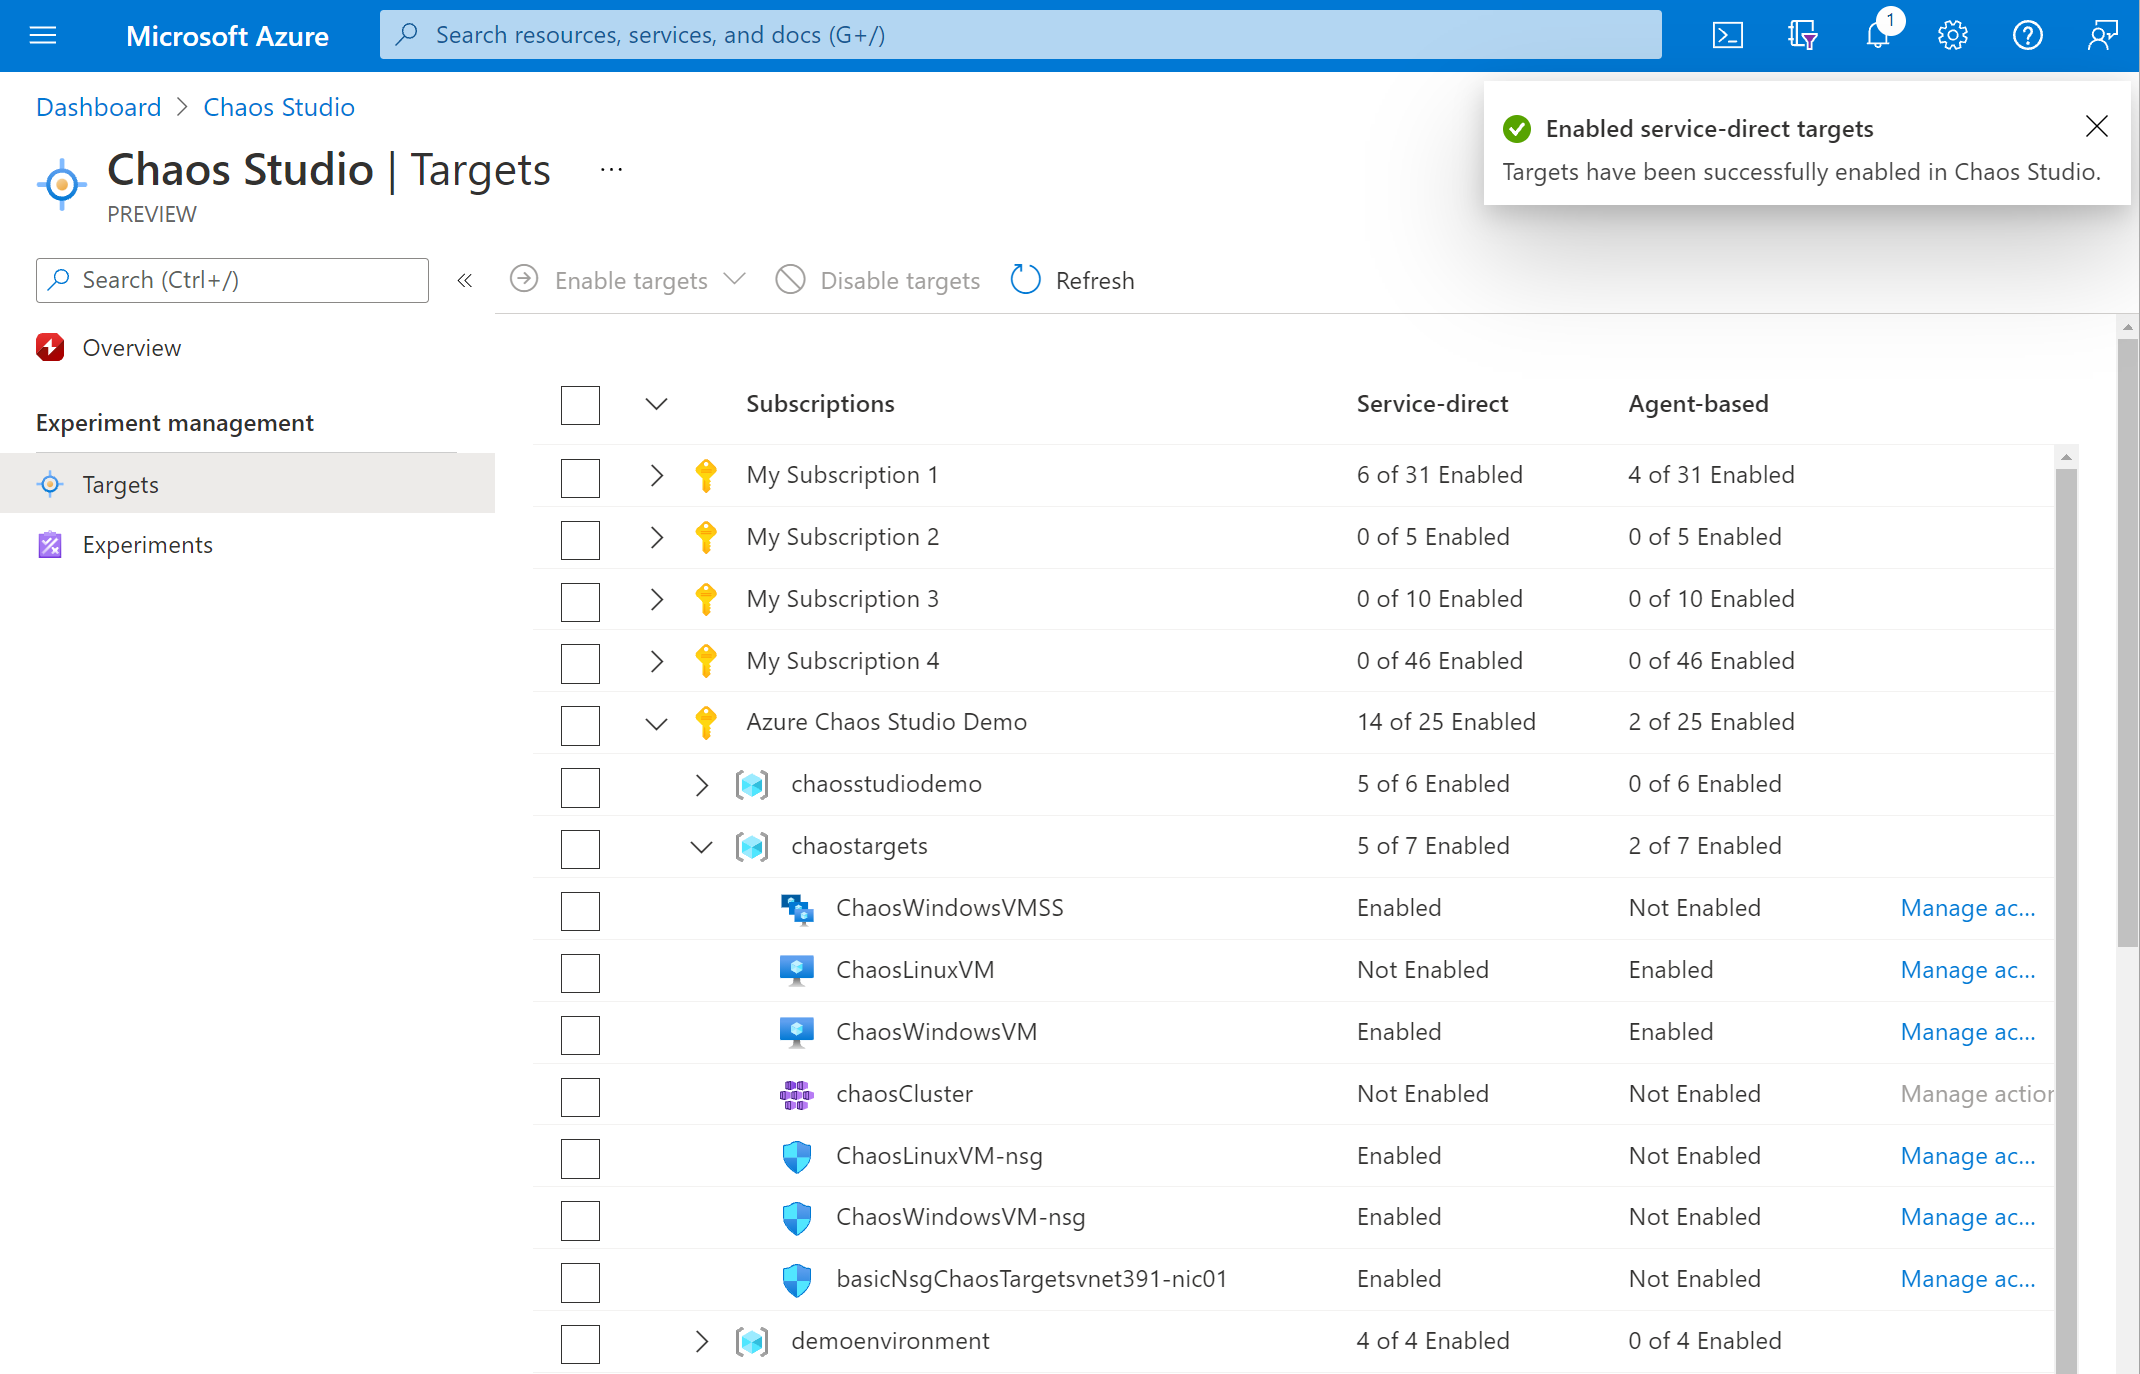 Microsoft Azure
Search resources, services, and docs (G+/)
1
Dashboard > Chaos Studio
Enabled service-direct targets
Targets have been successfully enabled in Chaos Studio.
Chaos Studio | Targets ...
PREVIEW
Search (Ctrl+/)
«
Enable targets
Disable targets
Refresh
Overview
Experiment management
Targets
Experiments
Subscriptions Service-direct Agent-based
My Subscription 1 6 of 31 Enabled 4 of 31 Enabled
My Subscription 2 0 of 5 Enabled 0 of 5 Enabled
My Subscription 3 0 of 10 Enabled 0 of 10 Enabled
My Subscription 4 0 of 46 Enabled 0 of 46 Enabled
Azure Chaos Studio Demo 14 of 25 Enabled 2 of 25 Enabled
chaosstudiodemo 5 of 6 Enabled 0 of 6 Enabled
chaostargets 5 of 7 Enabled 2 of 7 Enabled
ChaosWindowsVMSS Enabled Not Enabled Manage ac...
ChaosLinuxVM Not Enabled Enabled Manage ac...
ChaosWindowsVM Enabled Enabled Manage ac...
chaosCluster Not Enabled Not Enabled Manage action
ChaosLinuxVM-nsg Enabled Not Enabled Manage ac...
ChaosWindowsVM-nsg Enabled Not Enabled Manage ac...
basicNsgChaosTargetsvnet391-nic01 Enabled Not Enabled Manage ac...
demoenvironment 4 of 4 Enabled 0 of 4 Enabled